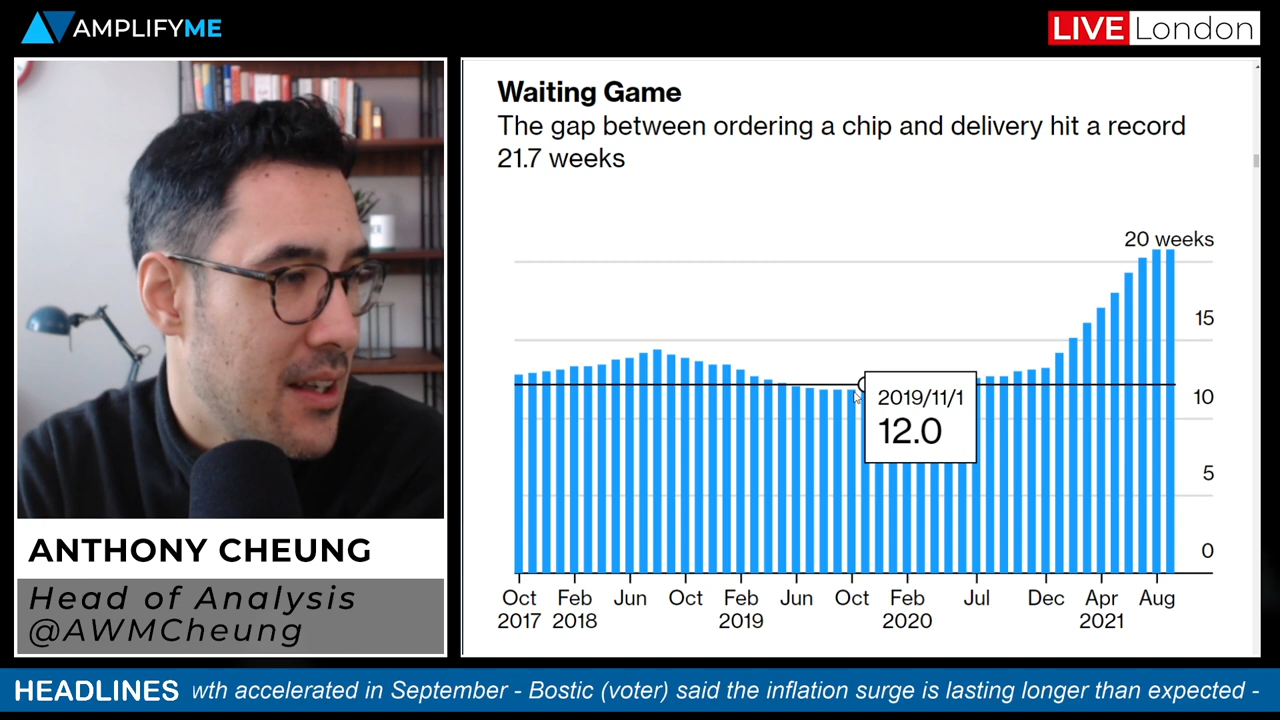 AMPLIFYME
LIVE London
Waiting Game
The gap between ordering a chip and delivery hit a record
21.7 weeks
20 weeks
15
10
5
0
2019/11/1
12.0
Oct Feb Jun Oct Feb Jun Oct Feb Jul Dec Apr Aug
2017 2018 2019 2020 2021
ANTHONY CHEUNG
Head of Analysis
@AWMCheung
HEADLINES wth accelerated in September - Bostic (voter) said the inflation surge is lasting longer than expected -